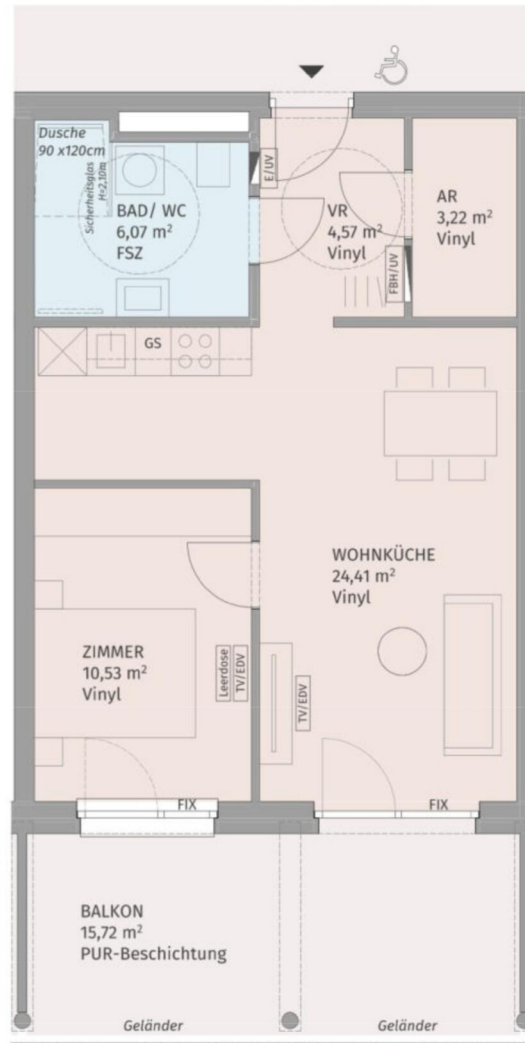 Dusche
90 x120cm
Sicherheitsglas
H=2,10m
BAD/ WC
6,07 m²
FSZ
E/UV
VR
4,57 m²
Vinyl
AR
3,22 m²
Vinyl
FBH/UV
GS
WOHNKÜCHE
24,41 m²
Vinyl
ZIMMER
10,53 m²
Vinyl
Leerdose
TV/EDV
TV/EDV
FIX
FIX
BALKON
15,72 m²
PUR-Beschichtung
Geländer
Geländer